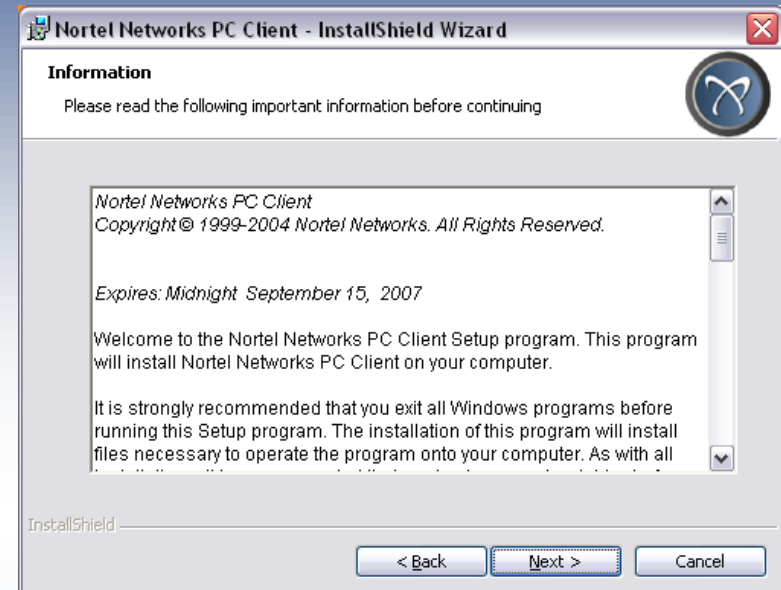 Nortel Networks PC Client - InstallShield Wizard
Information
Please read the following important information before continuing
Nortel Networks PC Client
Copyright© 1999-2004 Nortel Networks. All Rights Reserved.
Expires: Midnight September 15, 2007
Welcome to the Nortel Networks PC Client Setup program. This program
will install Nortel Networks PC Client on your computer.
It is strongly recommended that you exit all Windows programs before
running this Setup program. The installation of this program will install
files necessary to operate the program onto your computer. As with all
InstallShield
< Back
Next >
Cancel